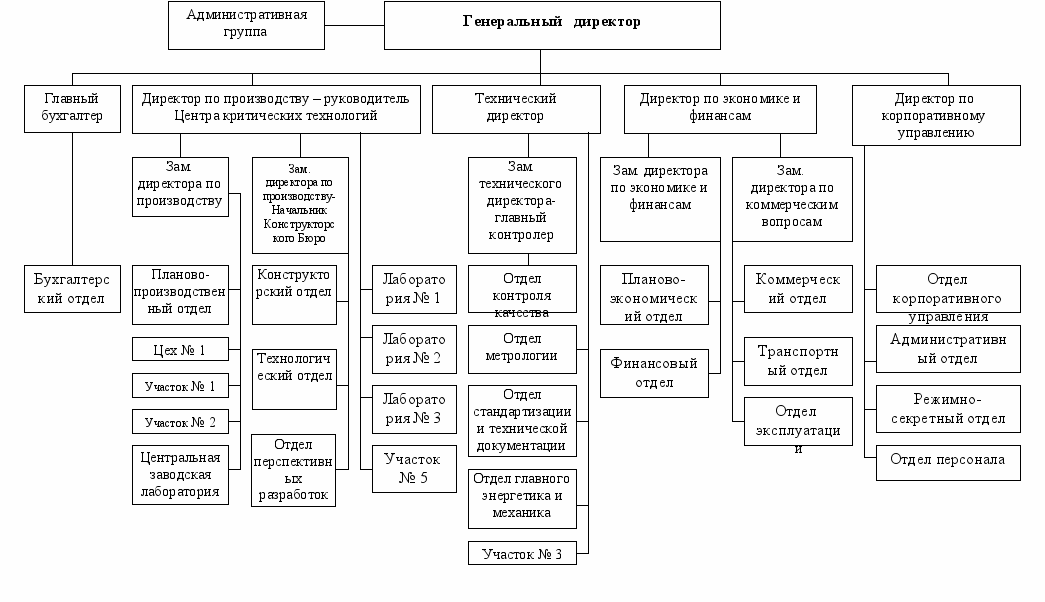 Административная
группа
Генеральный директор
Главный
бухгалтер
Директор по производству – руководитель
Центра критических технологий
Технический
директор
Директор по экономике и
финансам
Директор по
корпоративному
управлению
Зам.
директора по
производству
Зам.
директора по
производству-
Начальник
Конструкторс
кого Бюро
Зам.
технического
директора-
главный
контролер
Зам. директора
по экономике и
финансам
Зам.
директора по
коммерческим
вопросам
Бухгалтерс
кий отдел
Планово-
производствен
ный отдел
Цех № 1
Участок № 1
Участок № 2
Центральная
заводская
лаборатория
Конструкто
рский отдел
Технологич
еский отдел
Отдел
перспективн
ых
разработок
Лаборато
рия № 1
Лаборато
рия № 2
Лаборато
рия № 3
Участок
№ 5
Отдел
контроля
качества
Отдел
метрологии
Отдел
стандартизации
и технической
документации
Отдел главного
энергетика и
механика
Участок № 3
Планово-
экономическ
ий отдел
Финансовый
отдел
Коммерческ
ий отдел
Транспортн
ый отдел
Отдел
эксплуатаци
и
Отдел
корпоративного
управления
Административн
ый отдел
Режимно-
секретный отдел
Отдел персонала